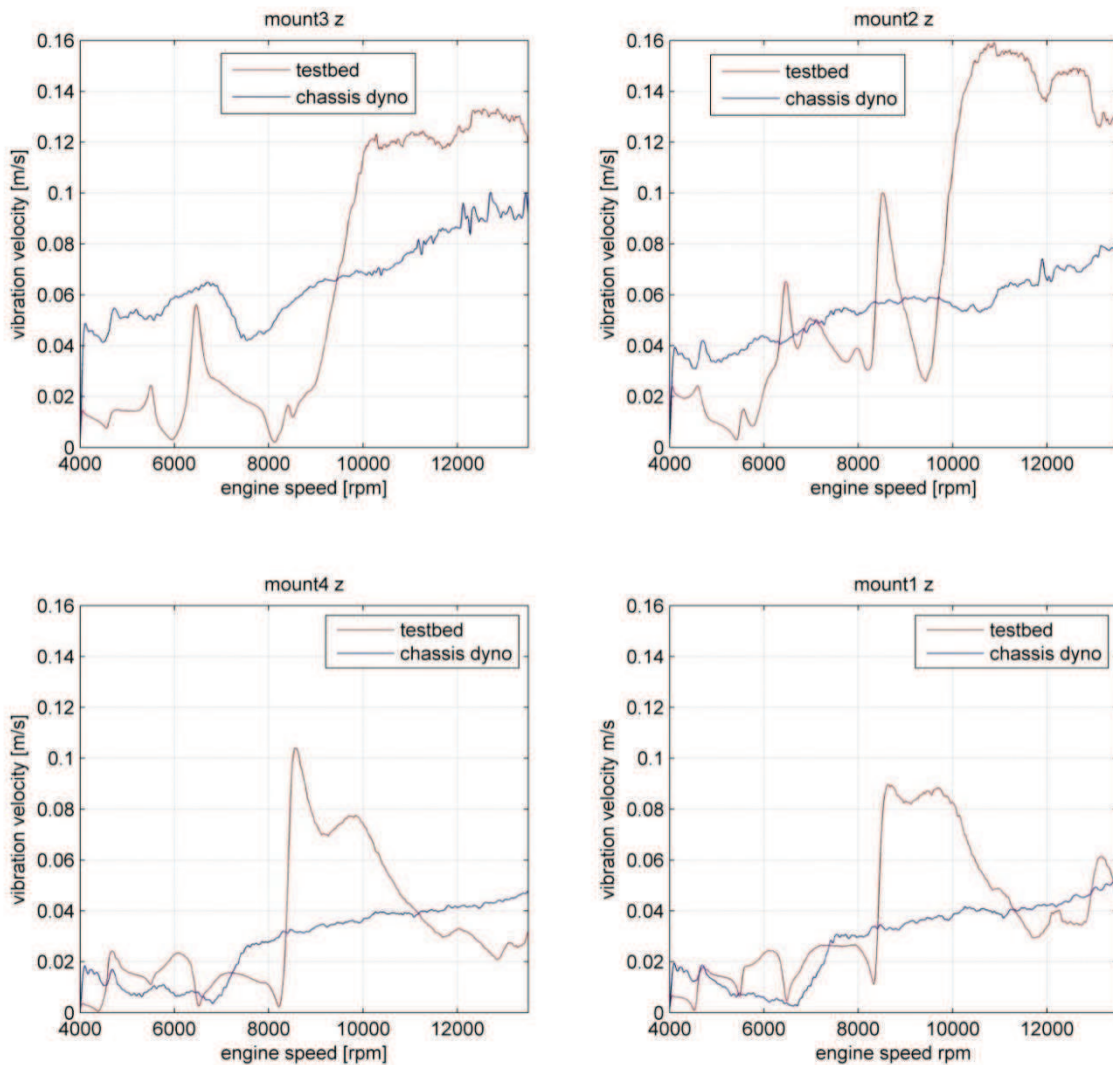 mount3 z
0.16
0.14
0.12
0.1
0.08
0.06
0.04
0.02
0
vibration velocity [m/s]
testbed
chassis dyno
4000 6000 8000 10000 12000
engine speed [rpm]
mount2 z
0.16
0.14
0.12
0.1
0.08
0.06
0.04
0.02
0
vibration velocity [m/s]
testbed
chassis dyno
4000 6000 8000 10000 12000
engine speed [rpm]
mount4 z
0.16
0.14
0.12
0.1
0.08
0.06
0.04
0.02
0
vibration velocity [m/s]
testbed
chassis dyno
4000 6000 8000 10000 12000
engine speed [rpm]
mount1 z
0.16
0.14
0.12
0.1
0.08
0.06
0.04
0.02
0
vibration velocity m/s
testbed
chassis dyno
4000 6000 8000 10000 12000
engine speed rpm